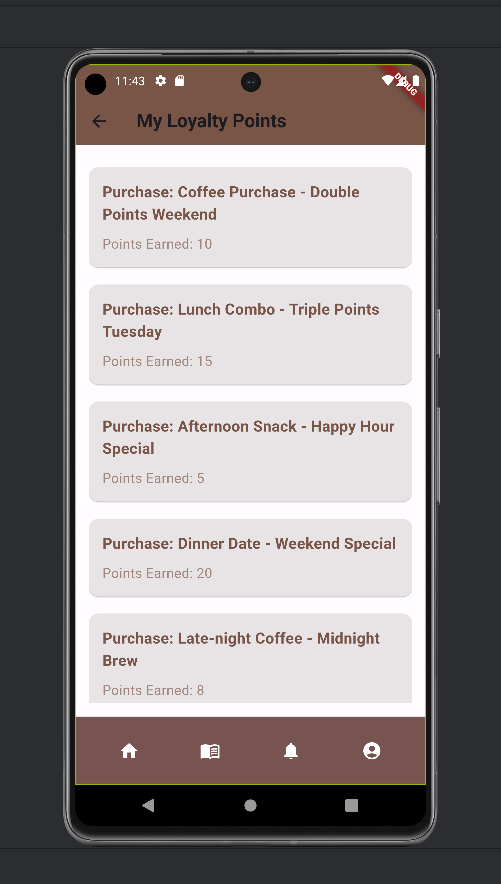 11:43
DEBUG
My Loyalty Points
Purchase: Coffee Purchase - Double
Points Weekend
Points Earned: 10
Purchase: Lunch Combo - Triple Points
Tuesday
Points Earned: 15
Purchase: Afternoon Snack - Happy Hour
Special
Points Earned: 5
Purchase: Dinner Date - Weekend Special
Points Earned: 20
Purchase: Late-night Coffee - Midnight
Brew
Points Earned: 8